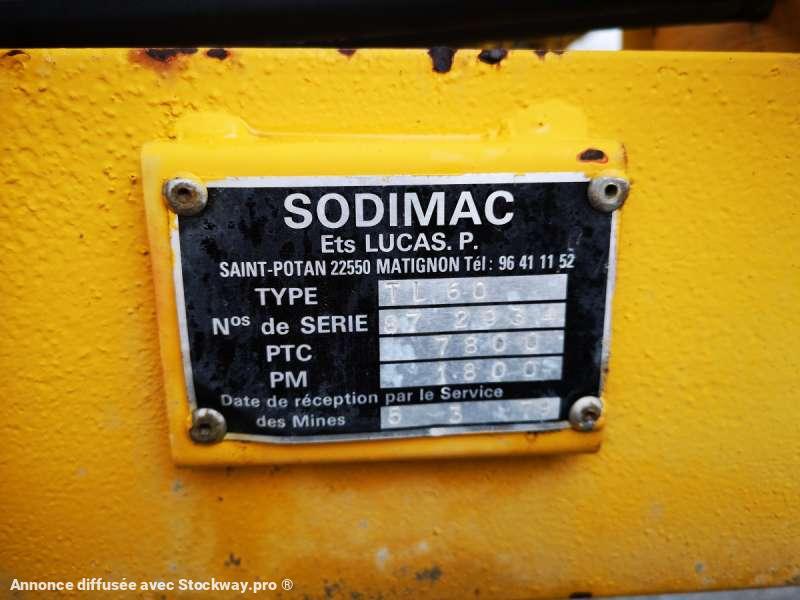 SODIMAC
Ets LUCAS. P.
SAINT-POTAN 22550 MATIGNON Tél : 96 41 11 52
TYPE TL 60
Nos de SERIE 87 2934
PTC 7800
PM 1800
Date de réception par le Service
des Mines 5 3 79
Annonce diffusée avec Stockway.pro ®